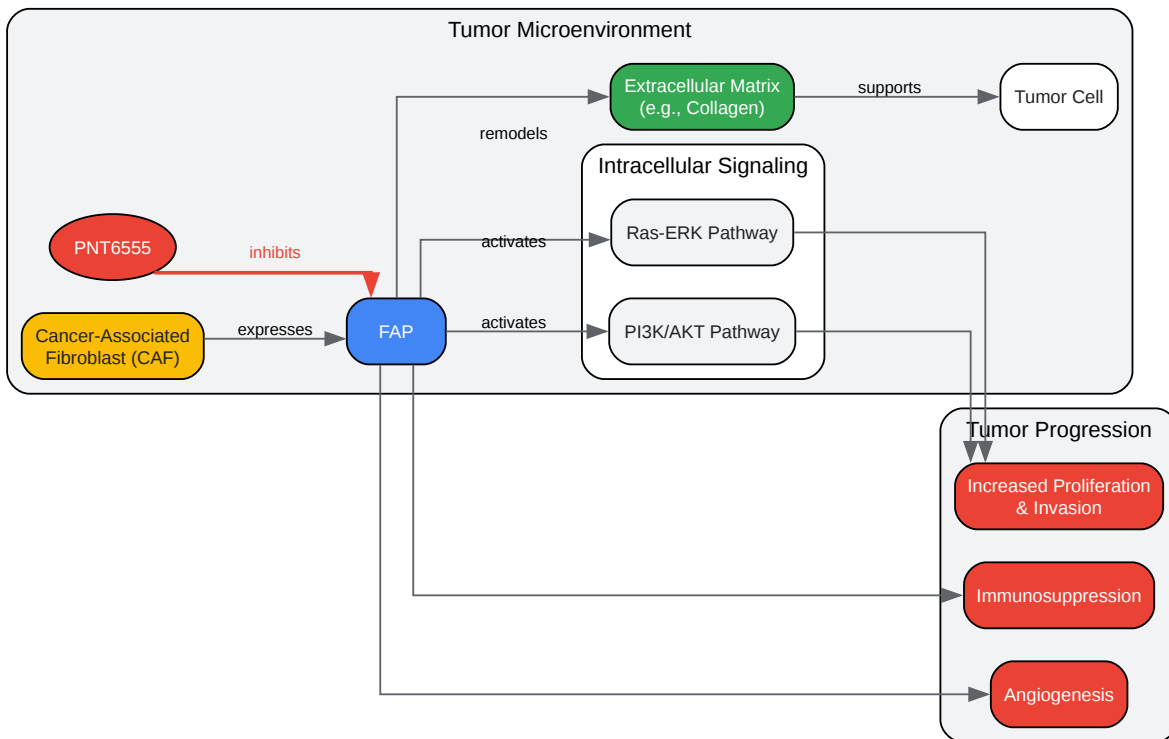 Tumor Microenvironment
Extracellular Matrix
(e.g., Collagen)
supports
Tumor Cell
remodels
Intracellular Signaling
PNT6555
inhibits
activates
Ras-ERK Pathway
Cancer-Associated
Fibroblast (CAF)
expresses
FAP
activates
PI3K/AKT Pathway
Tumor Progression
Increased Proliferation
& Invasion
Immunosuppression
Angiogenesis